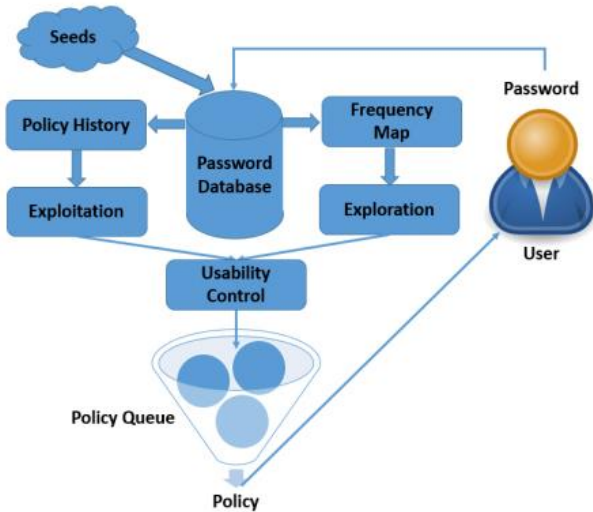 Seeds
Password
Policy History
Frequency
Map
Password
Database
Exploitation
Exploration
User
Usability
Control
Policy Queue
Policy